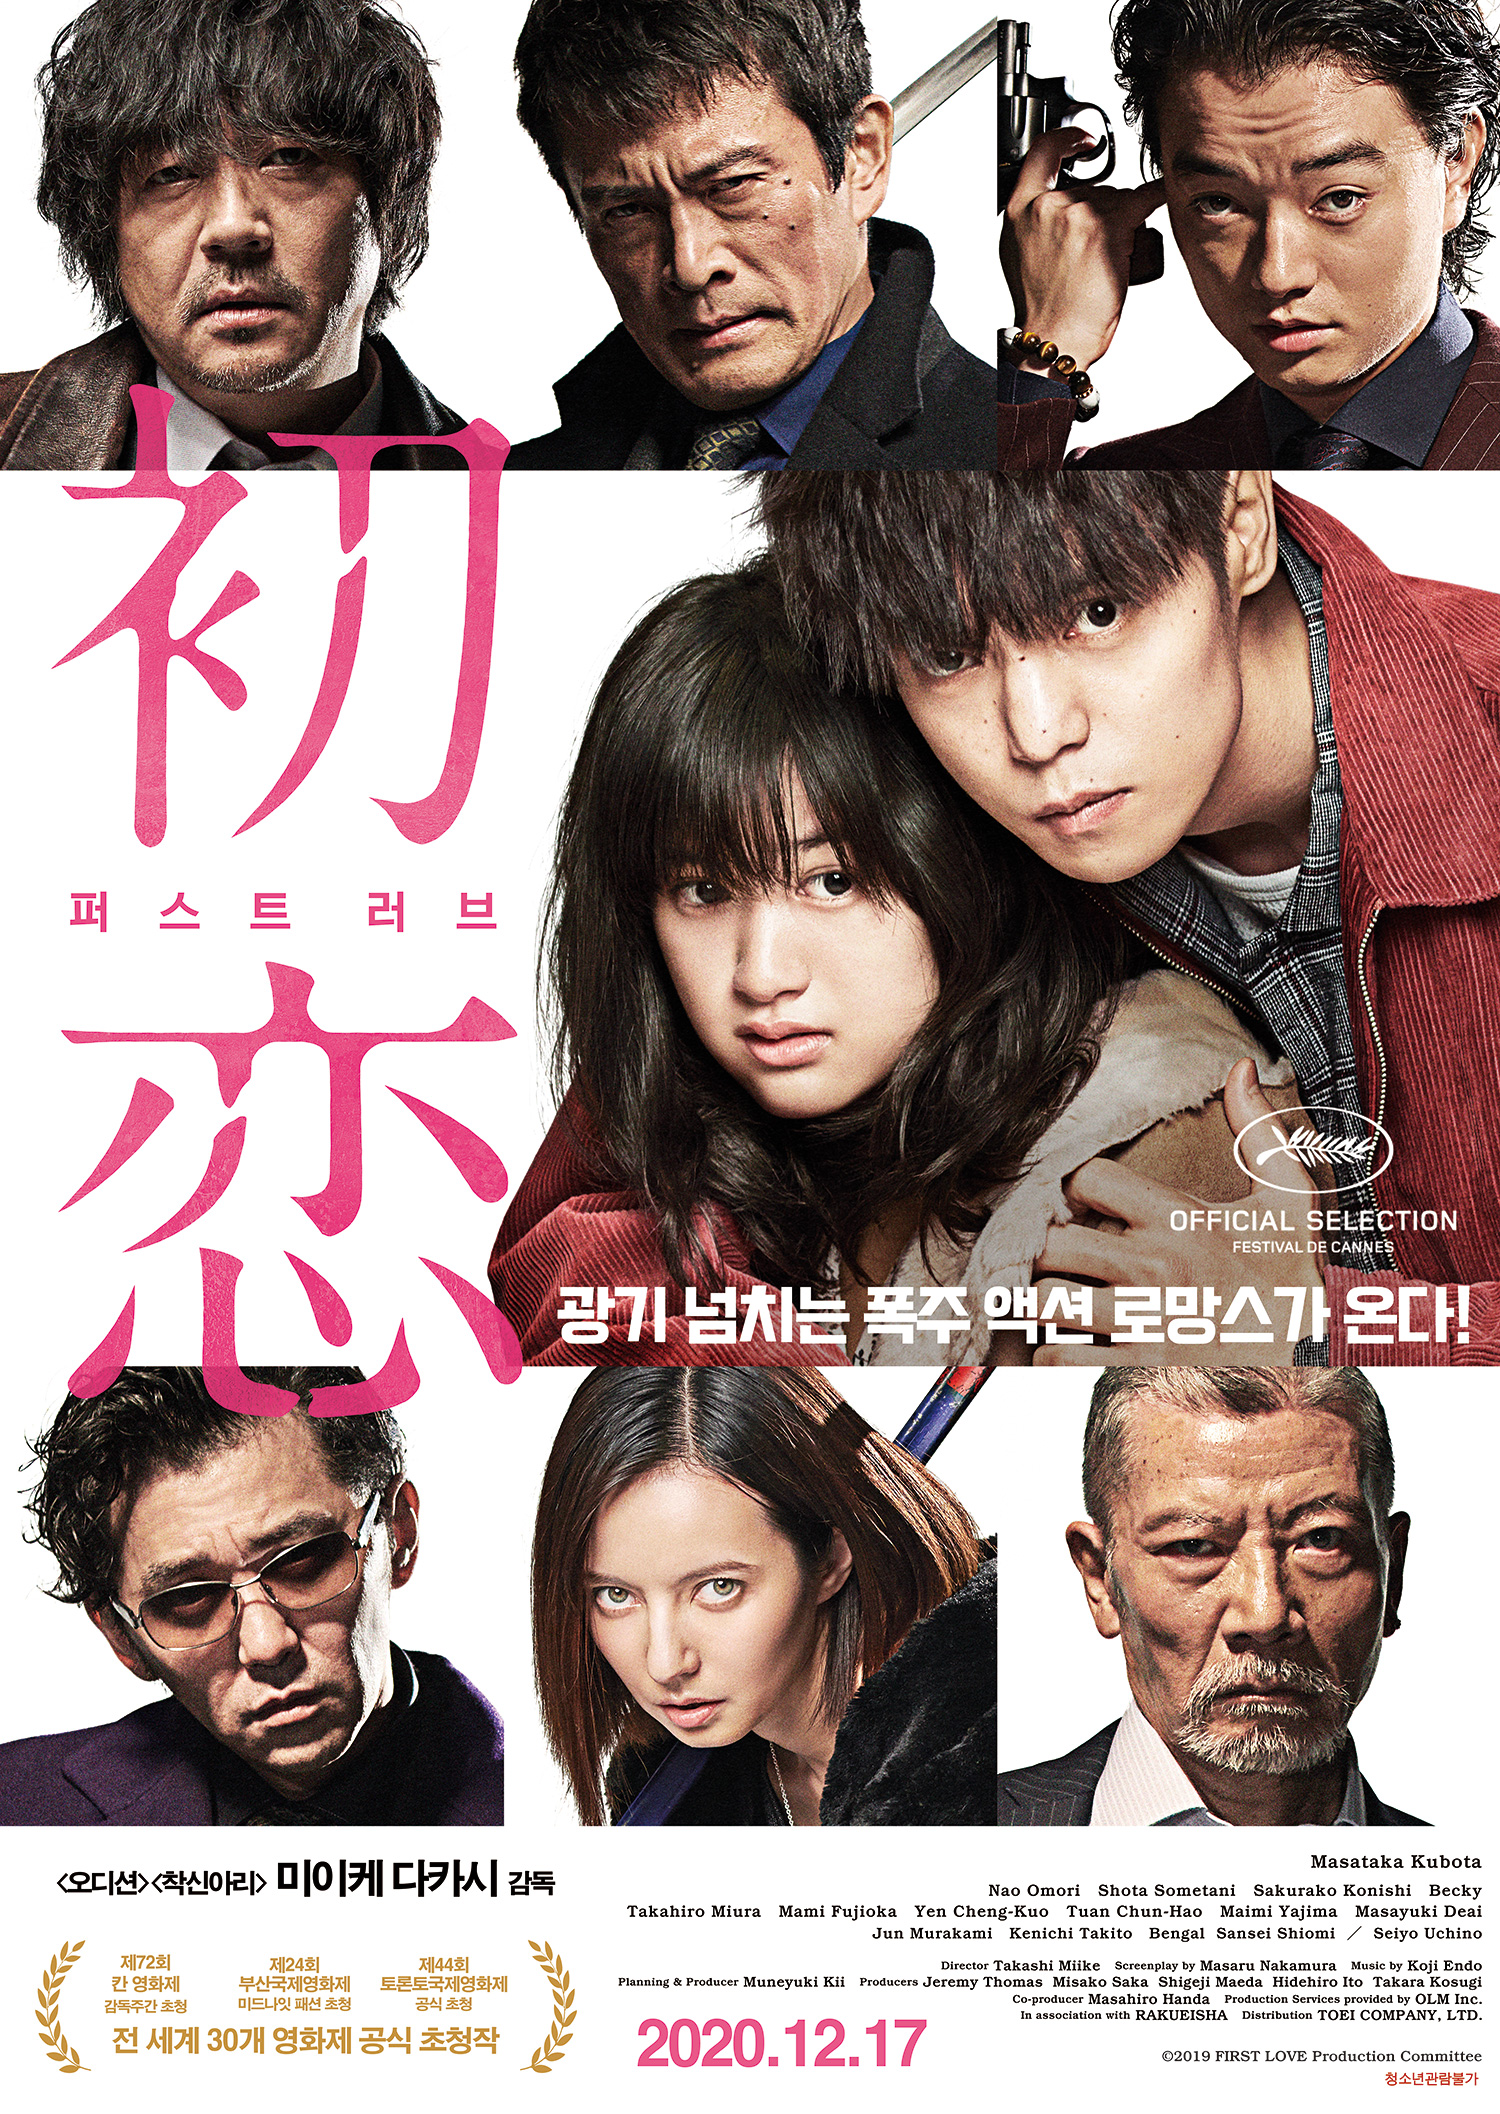 初
퍼스트 러브
恋
OFFICIAL SELECTION
FESTIVAL DE CANNES
광기 넘치는 폭주 액션 로망스가 온다!
<오디션><착신아리> 미이케 다카시 감독
제72회
칸 영화제
감독주간 초청
제24회
부산국제영화제
미드나잇 패션 초청
제44회
토론토국제영화제
공식 초청
전 세계 30개 영화제 공식 초청작
Masataka Kubota
Nao Omori Shota Sometani Sakurako Konishi Becky
Takahiro Miura Mami Fujioka Yen Cheng-Kuo Tuan Chun-Hao Maimi Yajima Masayuki Deai
Jun Murakami Kenichi Takito Bengal Sansei Shiomi / Seiyo Uchino
Director Takashi Miike Screenplay by Masaru Nakamura Music by Koji Endo
Planning & Producer Muneyuki Kii Producers Jeremy Thomas Misako Saka Shigeji Maeda Hidehiro Ito Takara Kosugi
Co-producer Masahiro Handa Production Services provided by OLM Inc.
In association with RAKUEISHA Distribution TOEI COMPANY, LTD.
2020.12.17
©2019 FIRST LOVE Production Committee
청소년관람불가